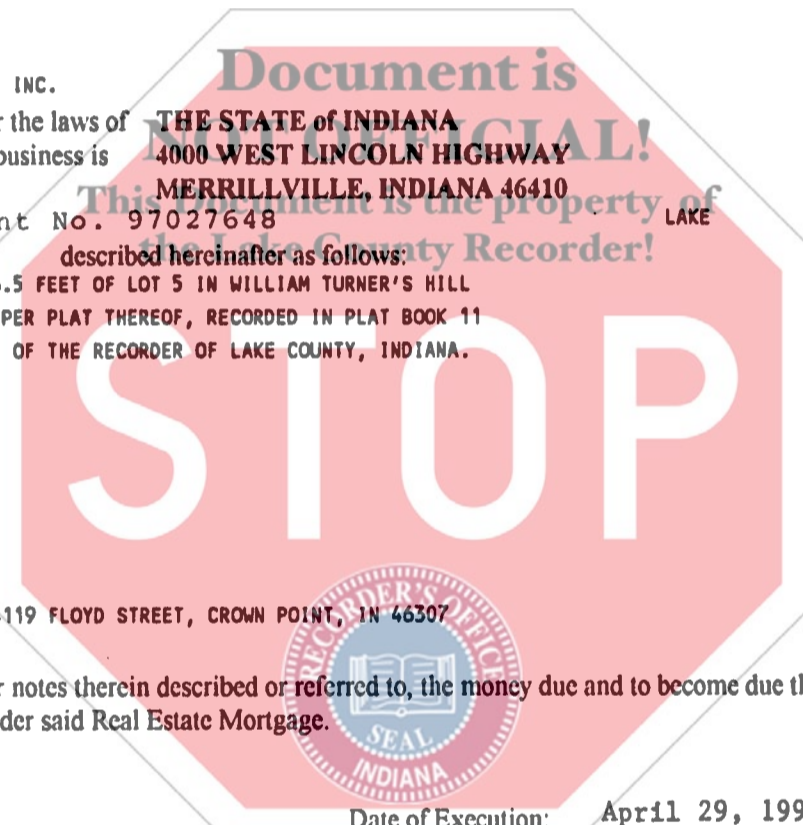 Document is
INC.
r the laws of THE STATE of INDIANA
NOT OFFICIAL!
business is 4000 WEST LINCOLN HIGHWAY
MERRILLVILLE, INDIANA 46410
This Document is the property of
nt No. 97027648 LAKE
the Lake County Recorder!
described hereinafter as follows:
.5 FEET OF LOT 5 IN WILLIAM TURNER'S HILL
PER PLAT THEREOF, RECORDED IN PLAT BOOK 11
OF THE RECORDER OF LAKE COUNTY, INDIANA.
STOP
119 FLOYD STREET, CROWN POINT, IN 46307
RECORDER'S OFFICE
SEAL
INDIANA
r notes therein described or referred to, the money due and to become due th
der said Real Estate Mortgage.
Date of Execution: April 29, 199